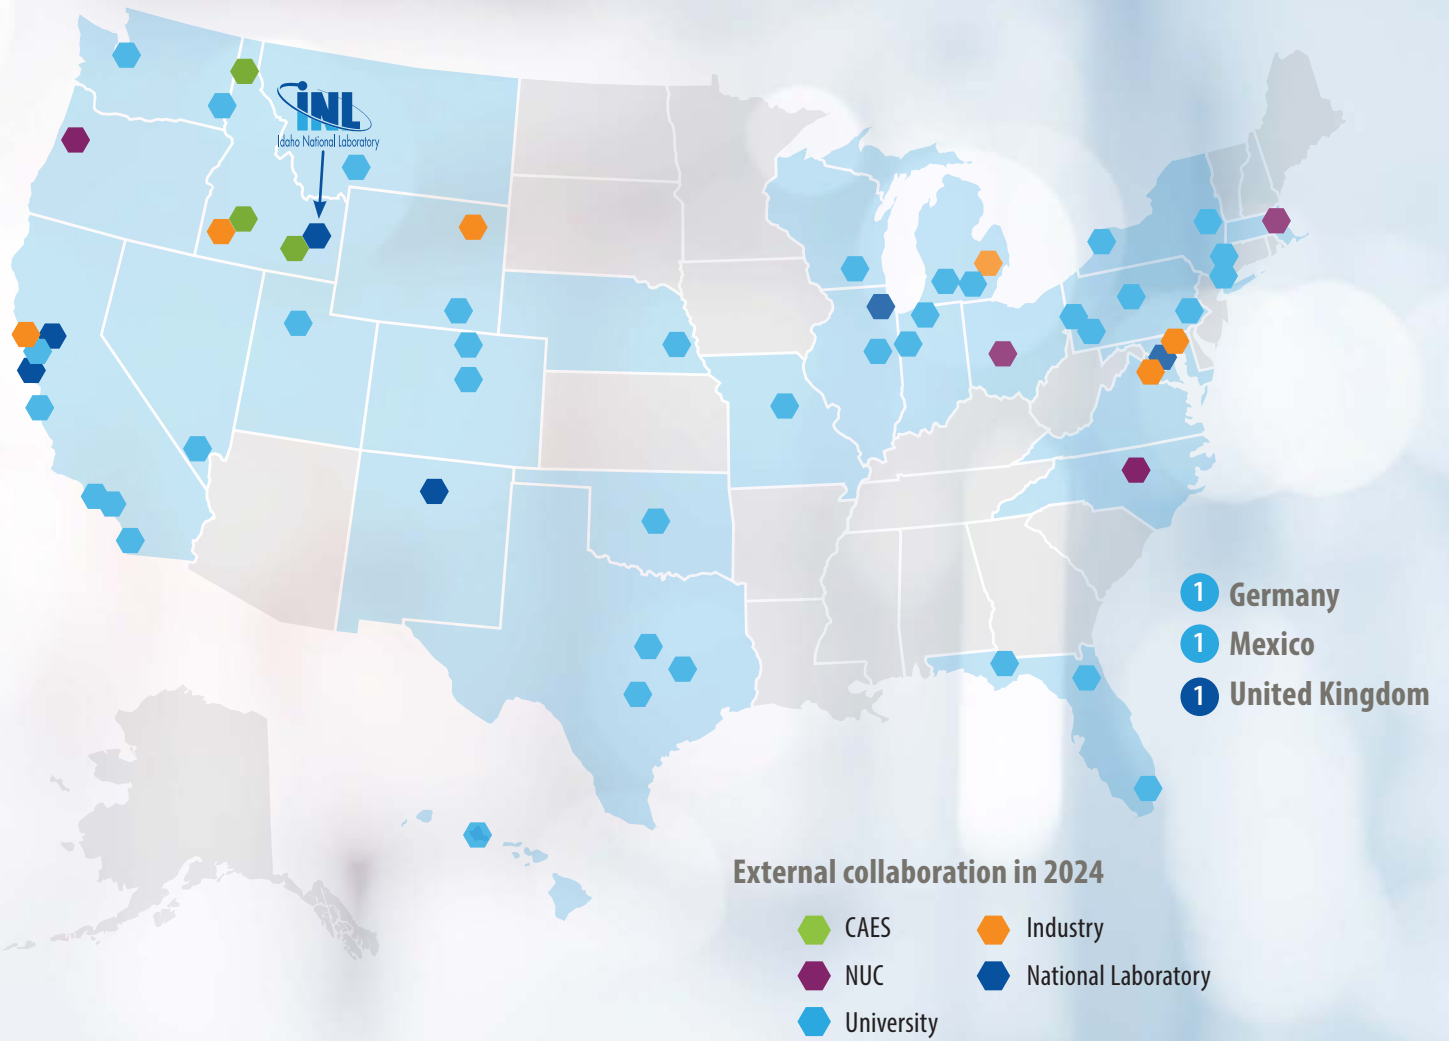 INL
Idaho National Laboratory
1 Germany
1 Mexico
1 United Kingdom
External collaboration in 2024
CAES
Industry
NUC
National Laboratory
University